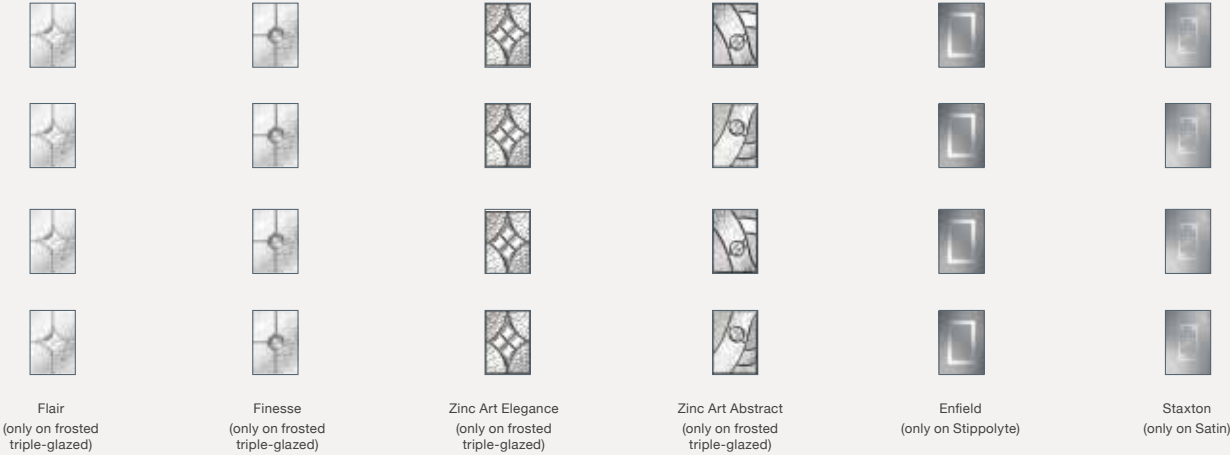 Flair
(only on frosted
triple-glazed)
Finesse
(only on frosted
triple-glazed)
Zinc Art Elegance
(only on frosted
triple-glazed)
Zinc Art Abstract
(only on frosted
triple-glazed)
Enfield
(only on Stippolyte)
Staxton
(only on Satin)